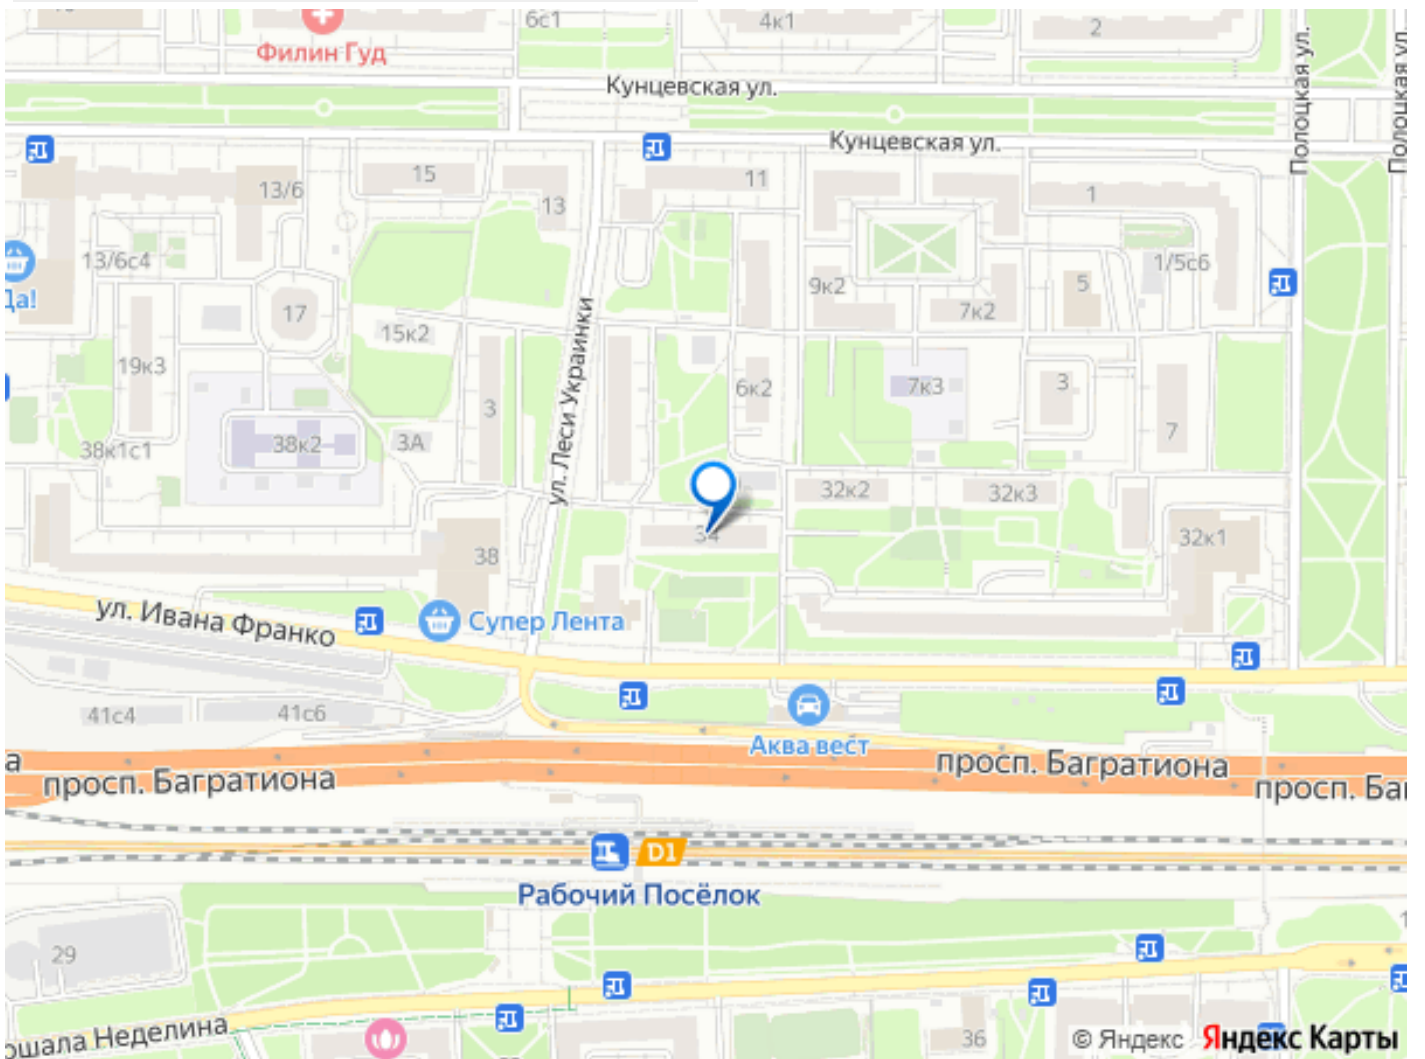 6с1
4к1
2
Филин Гуд
Кунцевская ул.
Полоцкая ул.
Полоцкая ул.
Кунцевская ул.
15
13/6
13
11
1
13/6с4
Да!
17
15к2
9к2
7к2
5
1/5с6
19к3
3
6к2
7к3
3
7
ул. Леси Украинки
38к1с1
38к2
3А
32к2
32к3
38
34
32к1
ул. Ивана Франко
Супер Лента
41с4
41с6
Аква вест
просп. Багратиона
просп. Багратиона
просп. Ба
D1
Рабочий Посёлок
29
ошала Неделина
36
© Яндекс Яндекс Карты